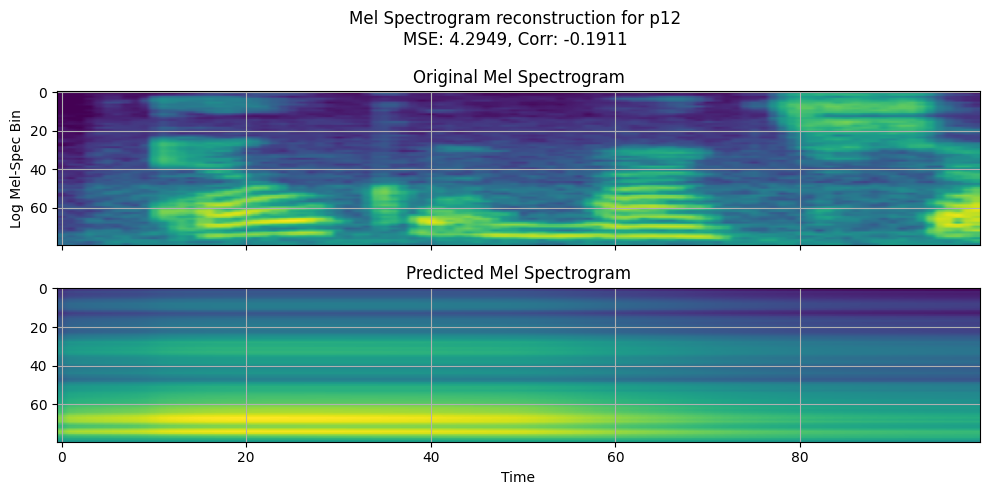 Mel Spectrogram reconstruction for p12
MSE: 4.2949, Corr: -0.1911
Original Mel Spectrogram
0
20
40
60
Log Mel-Spec Bin
Predicted Mel Spectrogram
0
20
40
60
0 20 40 60 80
Time